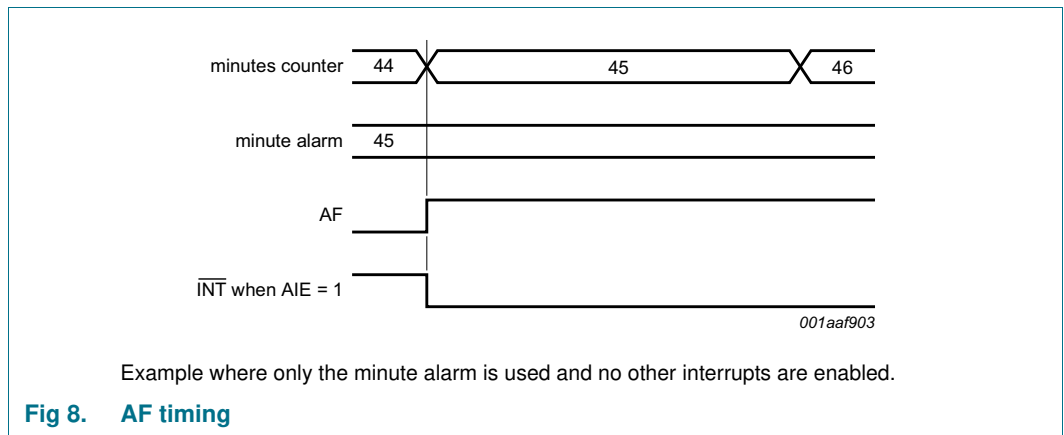 minutes counter 44 45 46
minute alarm 45
AF
INT when AIE = 1
001aaf903
Example where only the minute alarm is used and no other interrupts are enabled.
Fig 8. AF timing